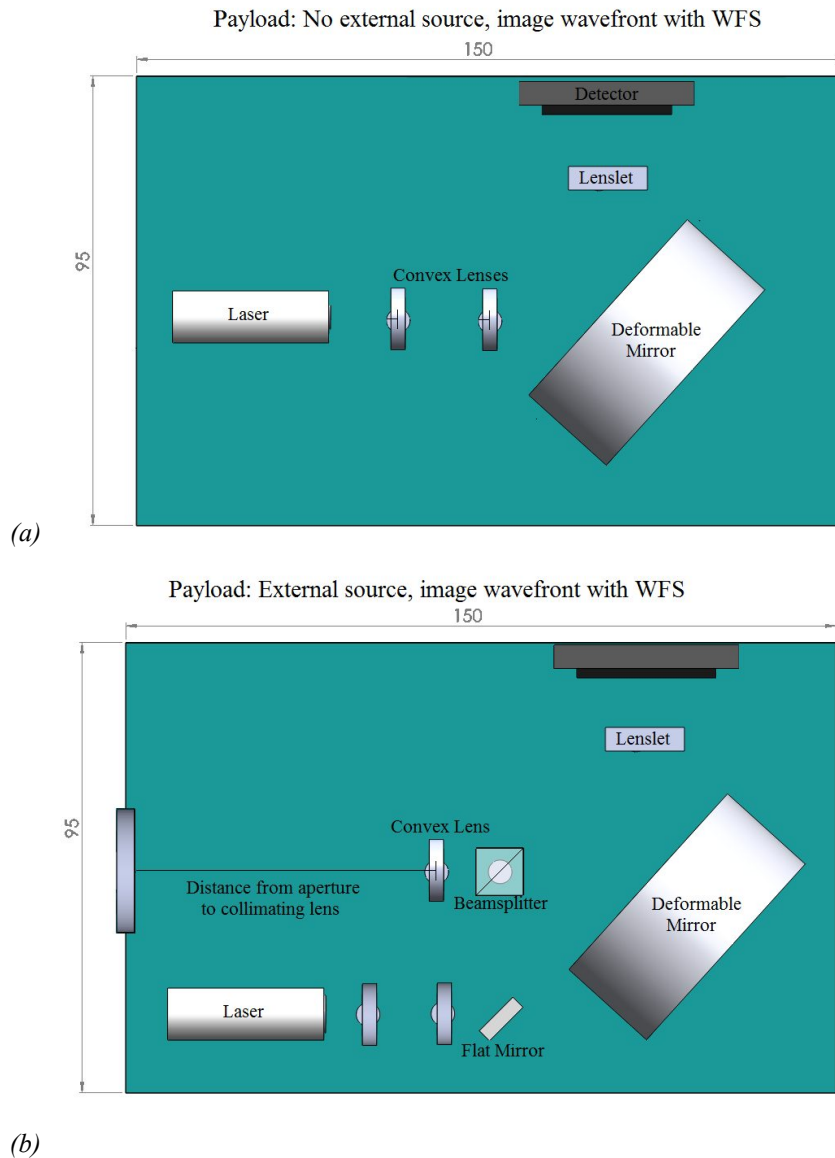 Payload: No external source, image wavefront with WFS
150
Detector
Lenslet
95
Convex Lenses
Laser
Deformable
Mirror
(a)
Payload: External source, image wavefront with WFS
150
Lenslet
95
Convex Lens
Distance from aperture
to collimating lens
Beamsplitter
Deformable
Mirror
Laser
Flat Mirror
(b)